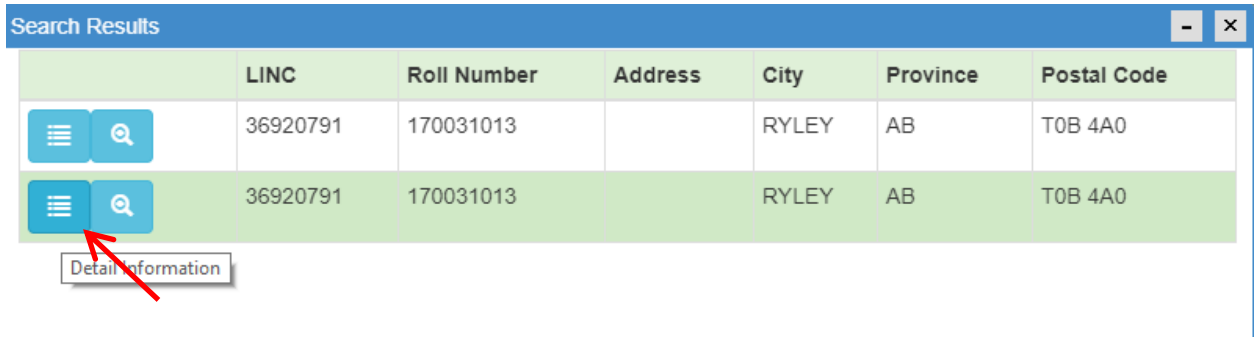 Search Results
LINC Roll Number Address City Province Postal Code
36920791 170031013 RYLEY AB T0B 4A0
36920791 170031013 RYLEY AB T0B 4A0
Detail Information